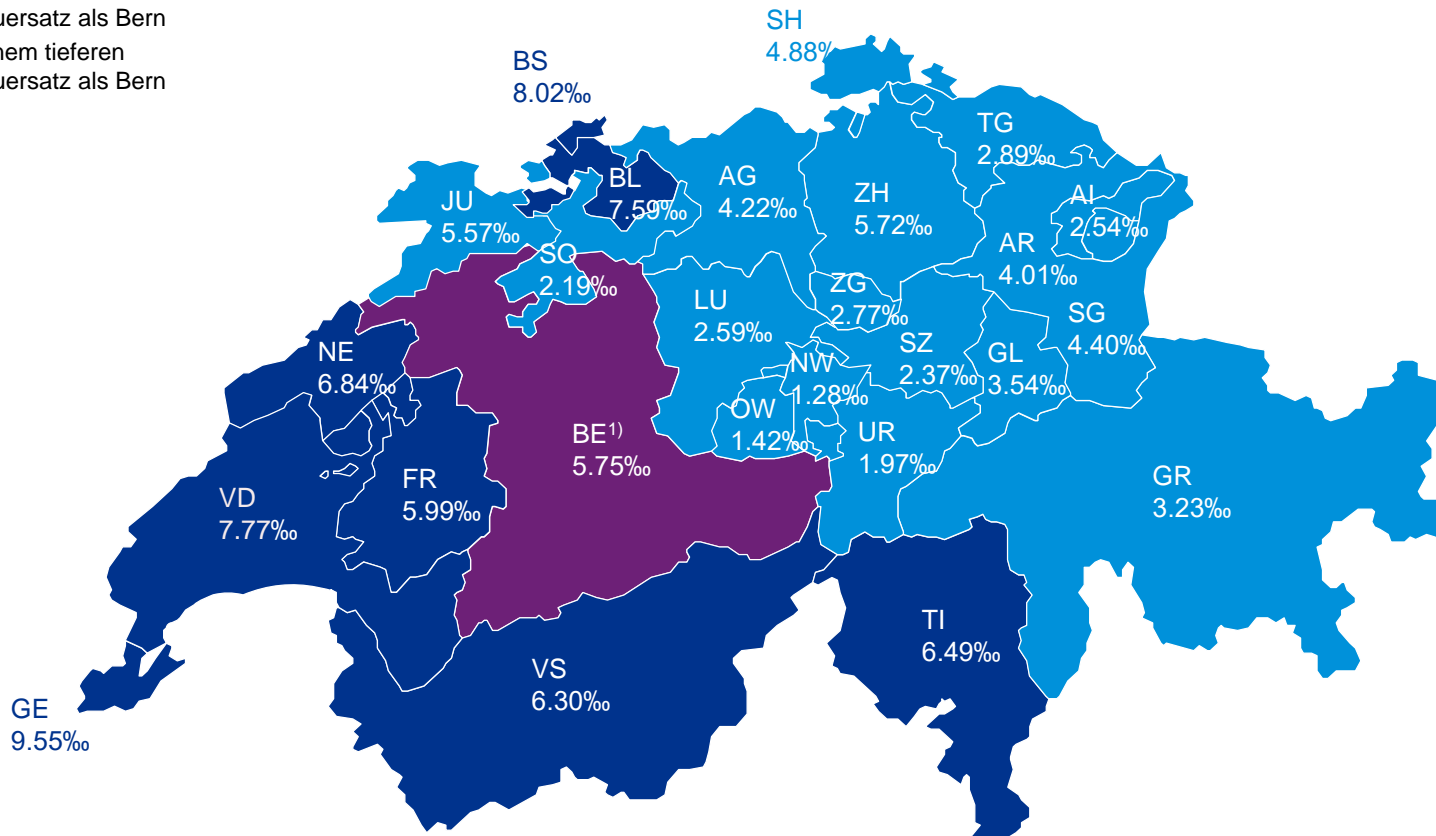 uersatz als Bern
nem tieferen
uersatz als Bern
SH
4.88‰
BS
8.02‰
TG
2.89‰
BL
7.59‰
AG
4.22‰
ZH
5.72‰
AI
2.54‰
JU
5.57‰
SO
2.19‰
AR
4.01‰
ZG
2.77‰
LU
2.59‰
SG
4.40‰
NE
6.84‰
NW
1.28‰
SZ
2.37‰
GL
3.54‰
OW
1.42‰
BE¹⁾
5.75‰
UR
1.97‰
FR
5.99‰
GR
3.23‰
VD
7.77‰
TI
6.49‰
VS
6.30‰
GE
9.55‰